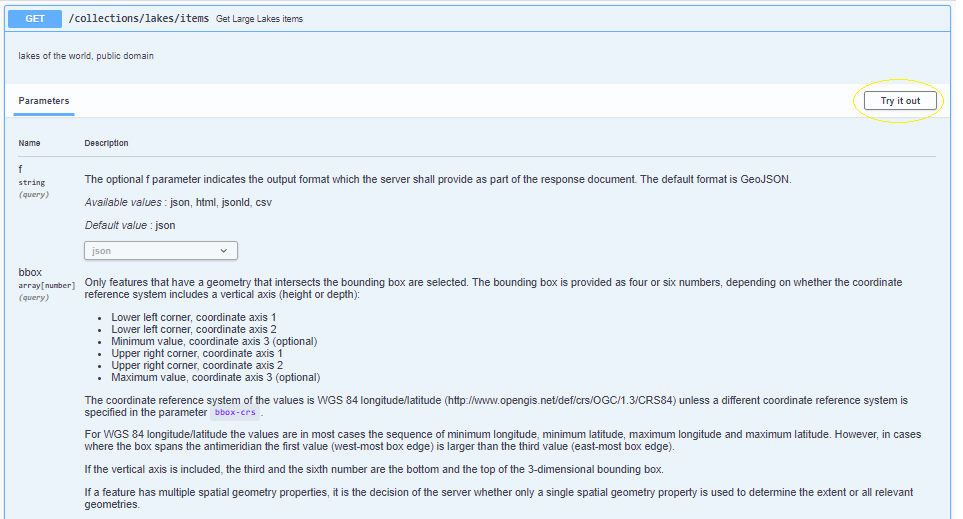 GET /collections/lakes/items Get Large Lakes items
lakes of the world, public domain
Parameters
Try it out
Name Description
f
string
(query)
The optional f parameter indicates the output format which the server shall provide as part of the response document. The default format is GeoJSON.
Available values : json, html, jsonld, csv
Default value : json
json
bbox
array[number]
(query)
Only features that have a geometry that intersects the bounding box are selected. The bounding box is provided as four or six numbers, depending on whether the coordinate
reference system includes a vertical axis (height or depth):
• Lower left corner, coordinate axis 1
• Lower left corner, coordinate axis 2
• Minimum value, coordinate axis 3 (optional)
• Upper right corner, coordinate axis 1
• Upper right corner, coordinate axis 2
• Maximum value, coordinate axis 3 (optional)
The coordinate reference system of the values is WGS 84 longitude/latitude (http://www.opengis.net/def/crs/OGC/1.3/CRS84) unless a different coordinate reference system is
specified in the parameter bbox-crs .
For WGS 84 longitude/latitude the values are in most cases the sequence of minimum longitude, minimum latitude, maximum longitude and maximum latitude. However, in cases
where the box spans the antimeridian the first value (west-most box edge) is larger than the third value (east-most box edge).
If the vertical axis is included, the third and the sixth number are the bottom and the top of the 3-dimensional bounding box.
If a feature has multiple spatial geometry properties, it is the decision of the server whether only a single spatial geometry property is used to determine the extent or all relevant
geometries.